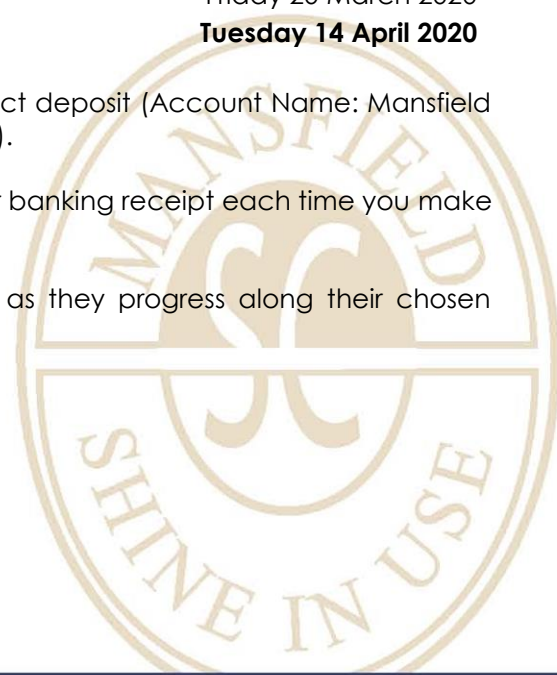 Tuesday 14 April 2020
ct deposit (Account Name: Mansfield
).
banking receipt each time you make
as they progress along their chosen
MANSFIELD
SC
SHINE IN USE